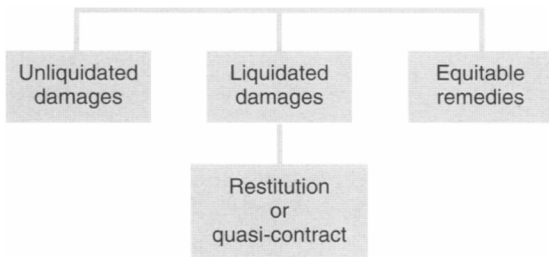 Unliquidated
damages
Liquidated
damages
Equitable
remedies
Restitution
or
quasi-contract